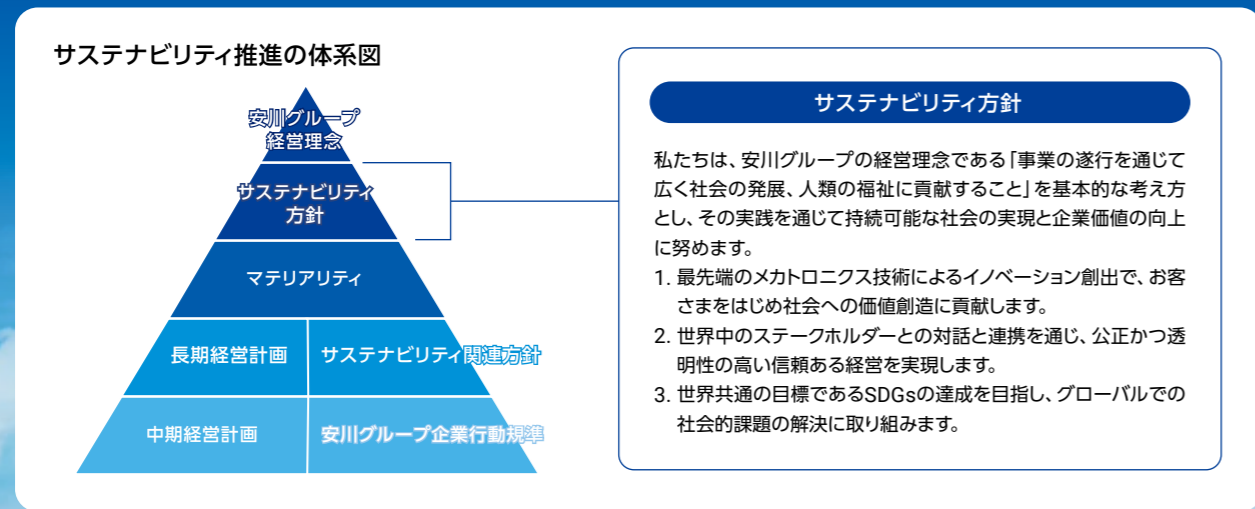 サステナビリティ推進の体系図
安川グループ
経営理念
サステナビリティ
方針
マテリアリティ
長期経営計画
サステナビリティ関連方針
中期経営計画
安川グループ企業行動規準
サステナビリティ方針
私たちは、安川グループの経営理念である「事業の遂行を通じて
広く社会の発展、人類の福祉に貢献すること」を基本的な考え方
とし、その実践を通じて持続可能な社会の実現と企業価値の向上
に努めます。
1. 最先端のメカトロニクス技術によるイノベーション創出で、お客
さまをはじめ社会への価値創造に貢献します。
2. 世界中のステークホルダーとの対話と連携を通じ、公正かつ透
明性の高い信頼ある経営を実現します。
3. 世界共通の目標であるSDGsの達成を目指し、グローバルでの
社会的課題の解決に取り組みます。